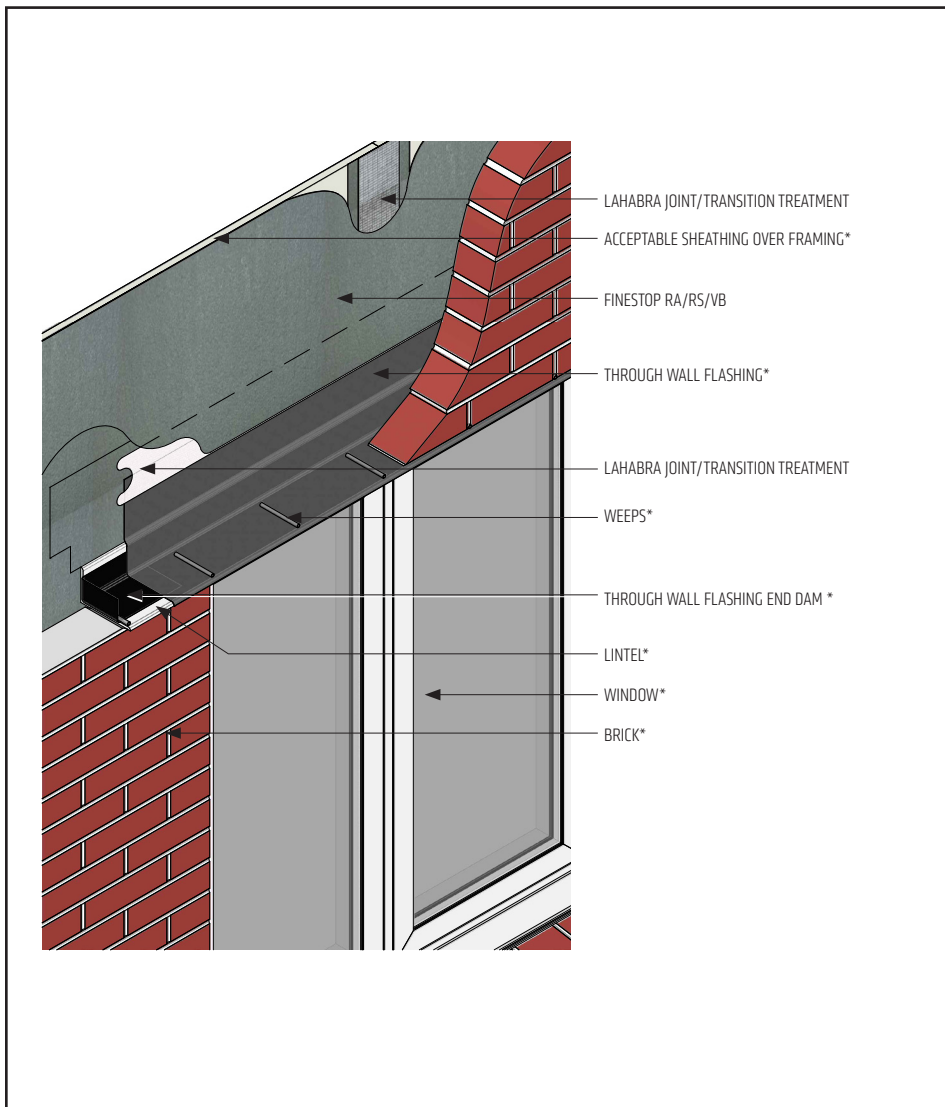 LAHABRA JOINT/TRANSITION TREATMENT
ACCEPTABLE SHEATHING OVER FRAMING*
FINESTOP RA/RS/VB
THROUGH WALL FLASHING*
LAHABRA JOINT/TRANSITION TREATMENT
WEEPS*
THROUGH WALL FLASHING END DAM *
LINTEL*
WINDOW*
BRICK*